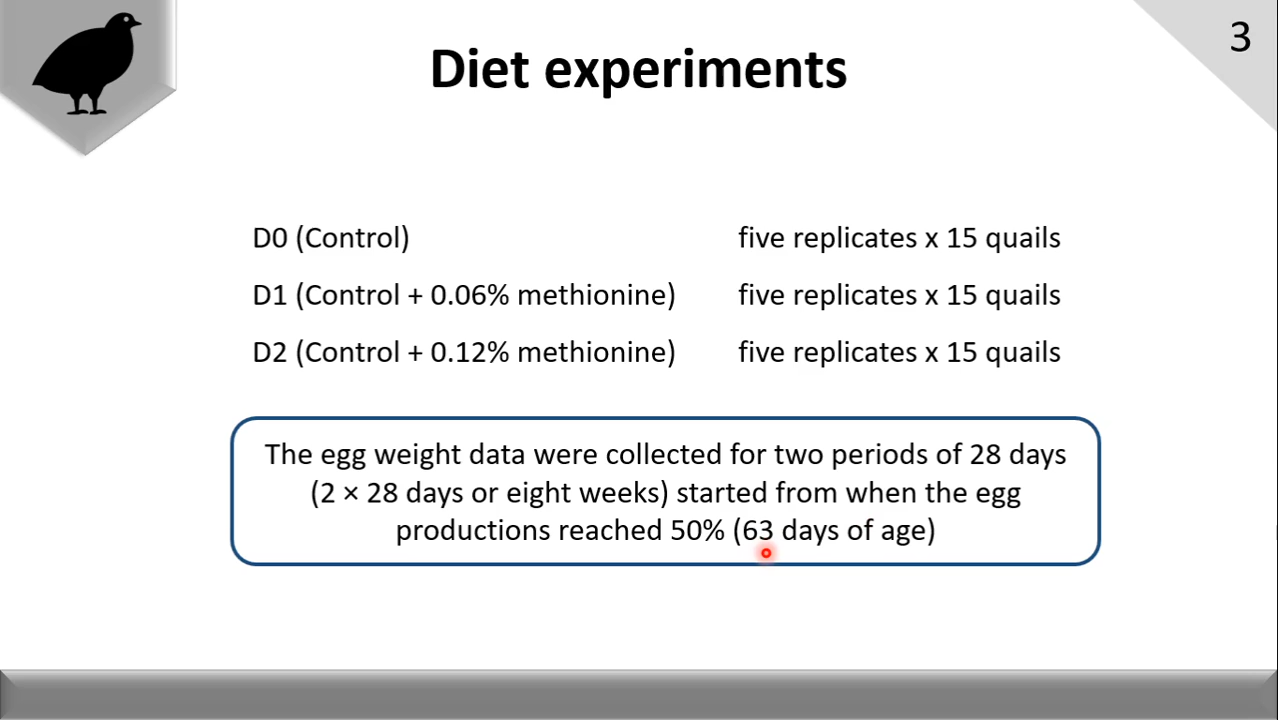 3
Diet experiments
D0 (Control) five replicates x 15 quails
D1 (Control + 0.06% methionine) five replicates x 15 quails
D2 (Control + 0.12% methionine) five replicates x 15 quails
The egg weight data were collected for two periods of 28 days
(2 × 28 days or eight weeks) started from when the egg
productions reached 50% (63 days of age)